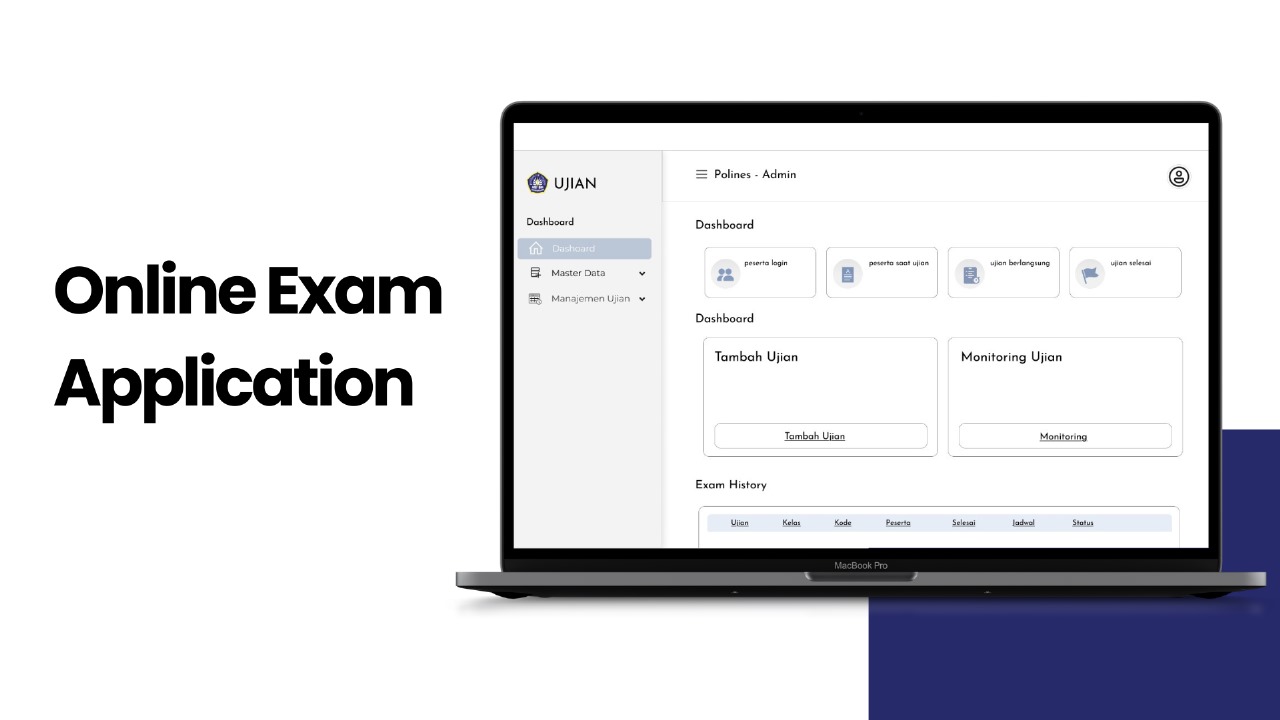 Online Exam
Application
UJIAN
Dashboard
Dashoard
Master Data
Manajemen Ujian
Polines - Admin
Dashboard
peserta login
peserta saat ujian
ujian berlangsung
ujian selesai
Dashboard
Tambah Ujian
Tambah Ujian
Monitoring Ujian
Monitoring
Exam History
Ujian Kelas Kode Peserta Selesai Jadwal Status
MacBook Pro